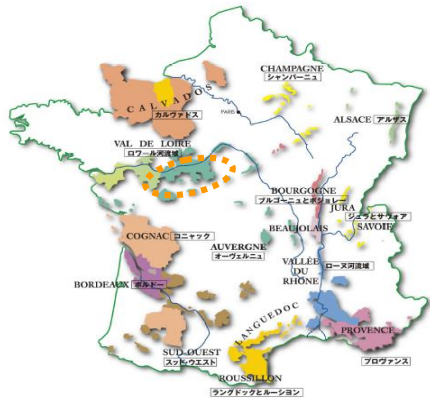 CHAMPAGNE
シャンパーニュ
CALVADOS
カルヴァドス
PARIS
ALSACE アルザス
VAL DE LOIRE
ロワール河流域
BOURGOGNE
ブルゴーニュとボジョレー
JURA
ジュラとサヴォア
SAVOIE
BEAUJOLAIS
COGNAC コニャック
AUVERGNE
オーヴェルニュ
VALLÉE
DU
RHÔNE
ローヌ河流域
BORDEAUX ボルドー
LANGUEDOC
PROVENCE
プロヴァンス
SUD-OUEST
スッド・ウエスト
ROUSSILLON
ラングドックとルーション